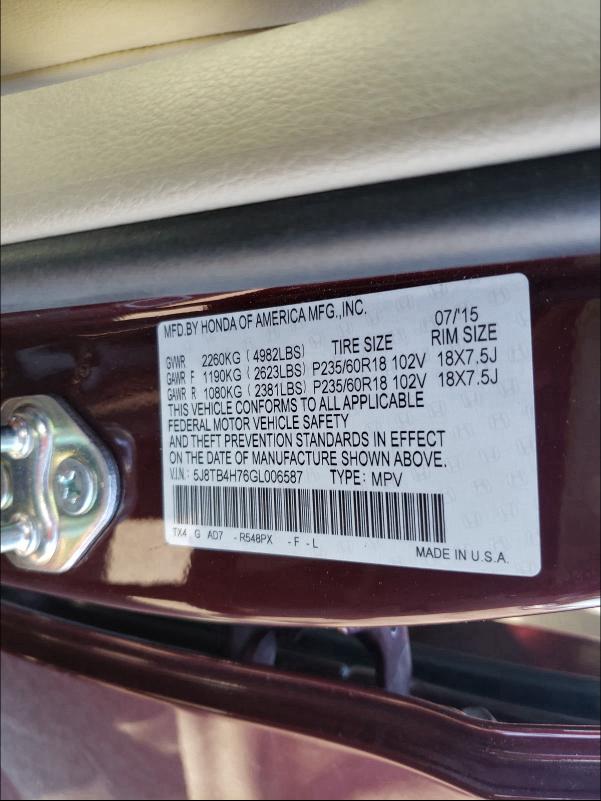 MFD.BY HONDA OF AMERICA MFG.,INC. 07/'15
GVWR 2260KG ( 4982LBS) TIRE SIZE RIM SIZE
GAWR F 1190KG ( 2623LBS) P235/60R18 102V 18X7.5J
GAWR R 1080KG ( 2381LBS) P235/60R18 102V 18X7.5J
THIS VEHICLE CONFORMS TO ALL APPLICABLE
FEDERAL MOTOR VEHICLE SAFETY
AND THEFT PREVENTION STANDARDS IN EFFECT
ON THE DATE OF MANUFACTURE SHOWN ABOVE.
V.I.N: 5J8TB4H76GL006587 TYPE: MPV
TX4 G AD7 - R548PX - F - L
MADE IN U.S.A.